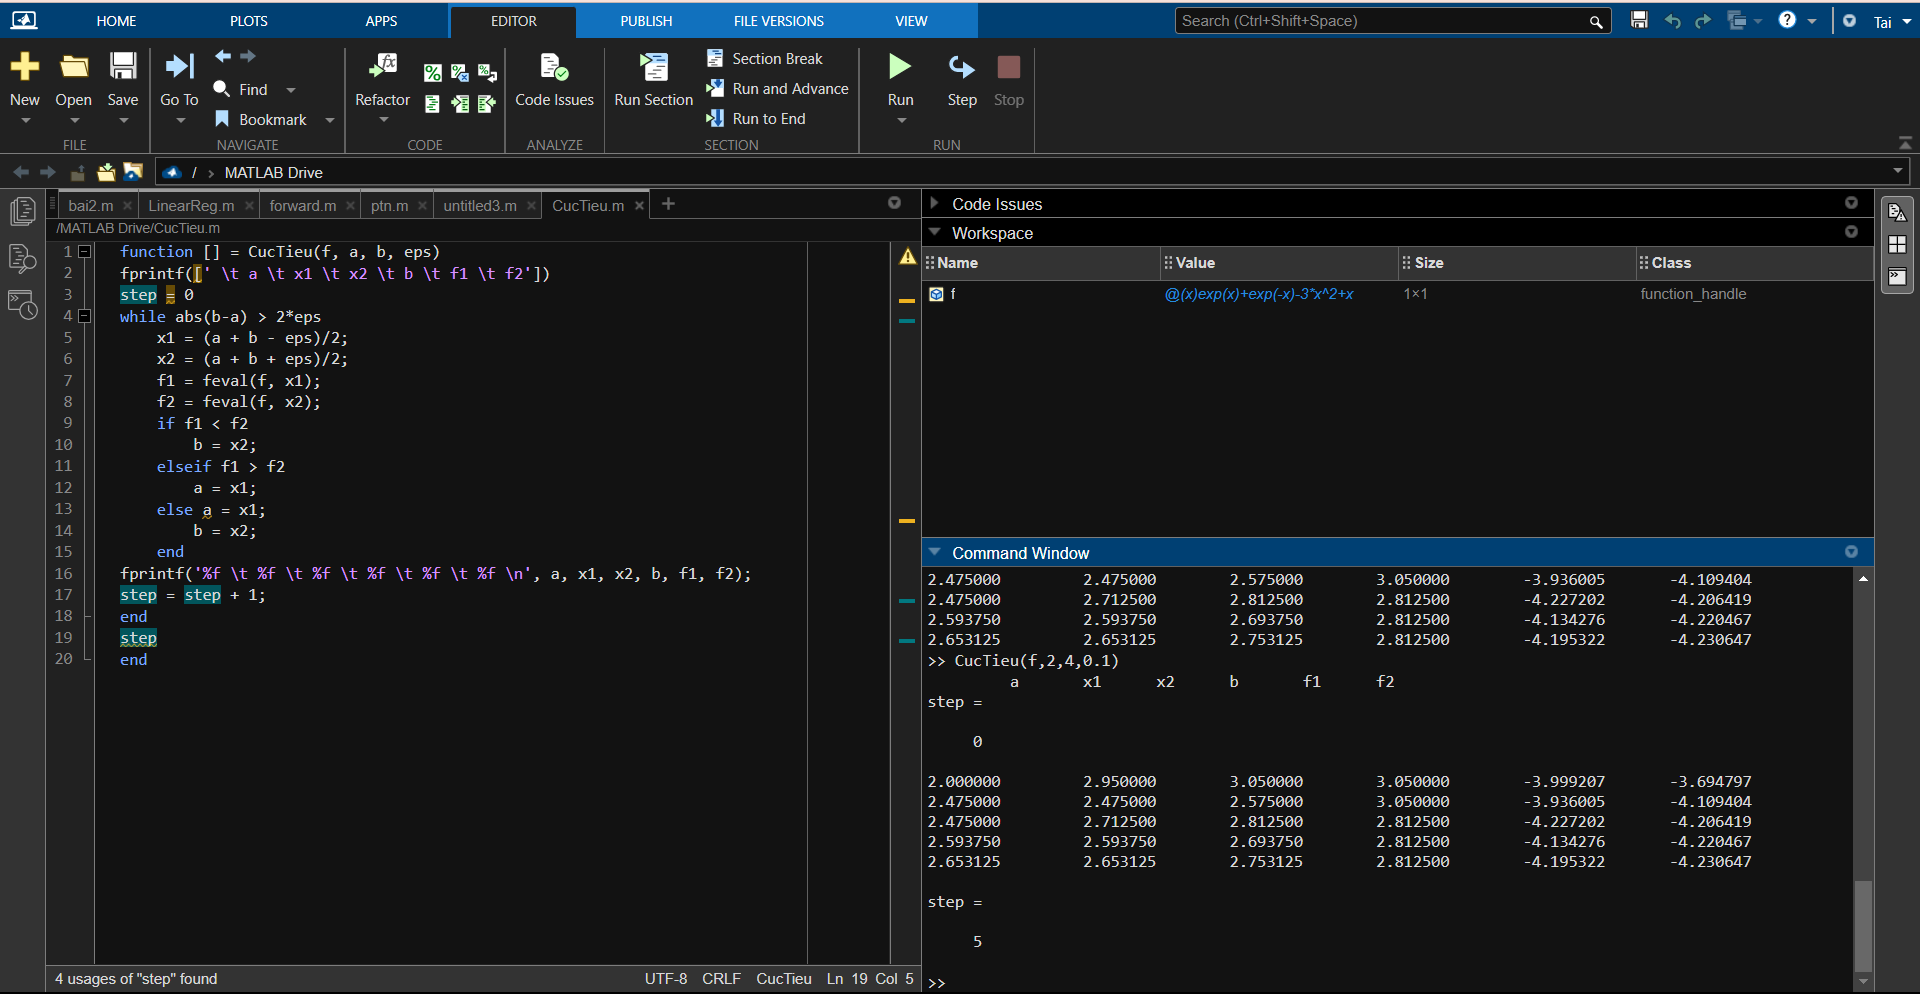 HOME PLOTS APPS EDITOR PUBLISH FILE VERSIONS VIEW Search (Ctrl+Shift+Space) Tai
New Open Save Go To Find Bookmark Refactor Code Issues Run Section Section Break Run and Advance Run to End Run Step Stop
FILE NAVIGATE CODE ANALYZE SECTION RUN
/ › MATLAB Drive
bai2.m × LinearReg.m × forward.m × ptn.m × untitled3.m × CucTieu.m × +
/MATLAB Drive/CucTieu.m
1 function [] = CucTieu(f, a, b, eps)
2 fprintf([' \t a \t x1 \t x2 \t b \t f1 \t f2'])
3 step = 0
4 while abs(b-a) > 2*eps
5 x1 = (a + b - eps)/2;
6 x2 = (a + b + eps)/2;
7 f1 = feval(f, x1);
8 f2 = feval(f, x2);
9 if f1 < f2
10 b = x2;
11 elseif f1 > f2
12 a = x1;
13 else a = x1;
14 b = x2;
15 end
16 fprintf('%f \t %f \t %f \t %f \t %f \t %f \n', a, x1, x2, b, f1, f2);
17 step = step + 1;
18 end
19 step
20 end
4 usages of "step" found UTF-8 CRLF CucTieu Ln 19 Col 5
Code Issues
Workspace
Name Value Size Class
f @(x)exp(x)+exp(-x)-3*x^2+x 1×1 function_handle
Command Window
2.475000 2.475000 2.575000 3.050000 -3.936005 -4.109404
2.475000 2.712500 2.812500 2.812500 -4.227202 -4.206419
2.593750 2.593750 2.693750 2.812500 -4.134276 -4.220467
2.653125 2.653125 2.753125 2.812500 -4.195322 -4.230647
>> CucTieu(f,2,4,0.1)
a x1 x2 b f1 f2
step =
0
2.000000 2.950000 3.050000 3.050000 -3.999207 -3.694797
2.475000 2.475000 2.575000 3.050000 -3.936005 -4.109404
2.475000 2.712500 2.812500 2.812500 -4.227202 -4.206419
2.593750 2.593750 2.693750 2.812500 -4.134276 -4.220467
2.653125 2.653125 2.753125 2.812500 -4.195322 -4.230647
step =
5
>>